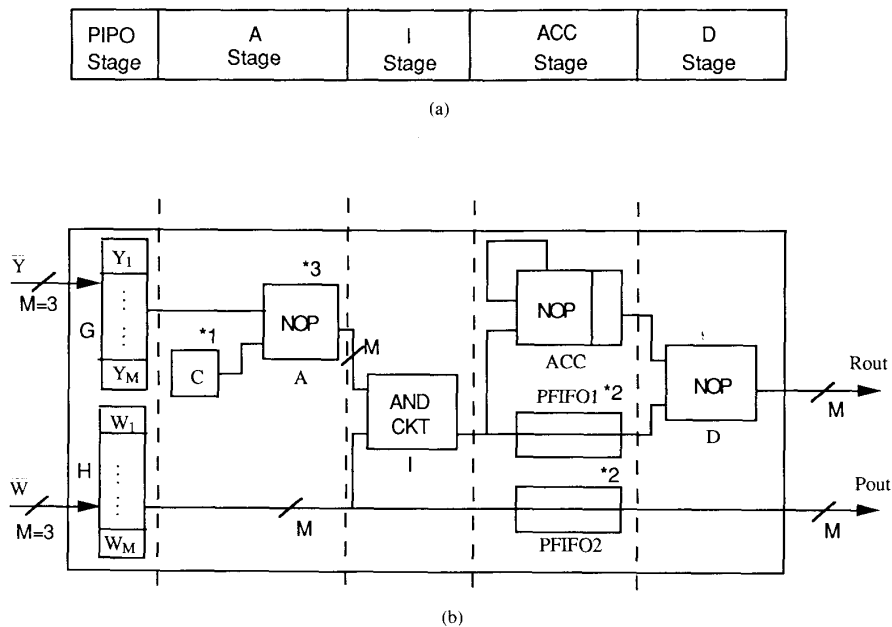 PIPO Stage
A Stage
I Stage
ACC Stage
D Stage
(a)
Y
M=3
G
Y1
YM
*1
C
*3
NOP
A
M
AND CKT
I
NOP
ACC
PFIFO1 *2
NOP
D
Rout
M
W
M=3
H
W1
WM
M
*2
PFIFO2
Pout
M
(b)